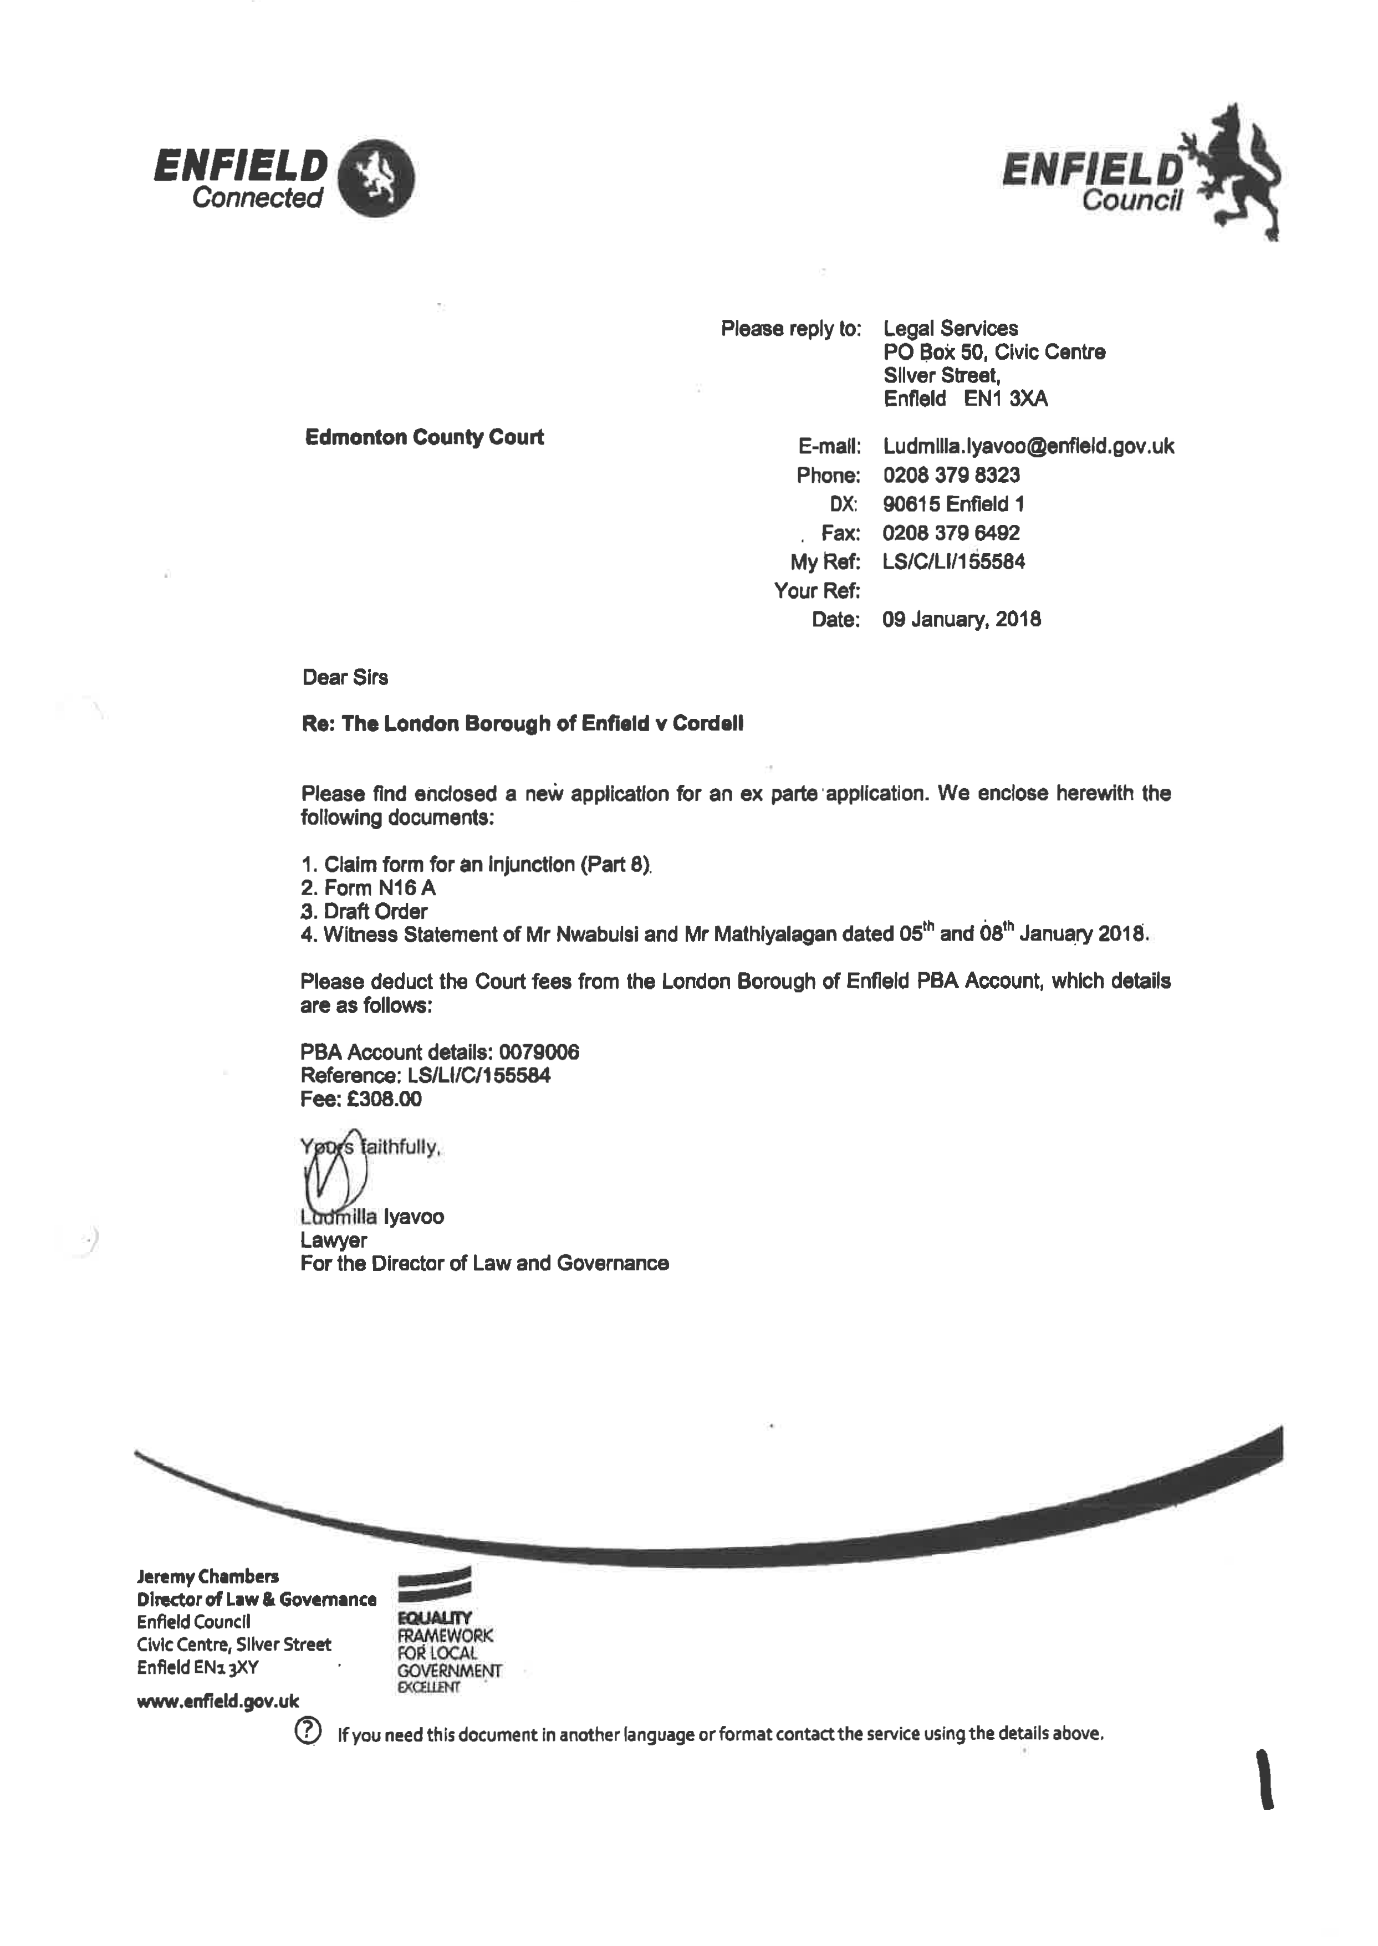 ENFIELD
Connected
ENFIELD
Council
Please reply to: Legal Services
PO Box 50, Civic Centre
Silver Street,
Enfield EN1 3XA
Edmonton County Court
E-mail: Ludmilla.Iyavoo@enfield.gov.uk
Phone: 0208 379 8323
DX: 90615 Enfield 1
Fax: 0208 379 6492
My Ref: LS/C/LI/155584
Your Ref:
Date: 09 January, 2018
Dear Sirs
Re: The London Borough of Enfield v Cordell
Please find enclosed a new application for an ex parte application. We enclose herewith the
following documents:
1. Claim form for an injunction (Part 8).
2. Form N16 A
3. Draft Order
4. Witness Statement of Mr Nwabuisi and Mr Mathiyalagan dated 05th and 08th January 2018.
Please deduct the Court fees from the London Borough of Enfield PBA Account, which details
are as follows:
PBA Account details: 0079006
Reference: LS/LI/C/155584
Fee: £308.00
Yours faithfully,
Ludmilla Iyavoo
Lawyer
For the Director of Law and Governance
Jeremy Chambers
Director of Law & Governance
Enfield Council
Civic Centre, Silver Street
Enfield EN1 3XY
www.enfield.gov.uk
EQUALITY
FRAMEWORK
FOR LOCAL
GOVERNMENT
EXCELLENT
? If you need this document in another language or format contact the service using the details above.
1